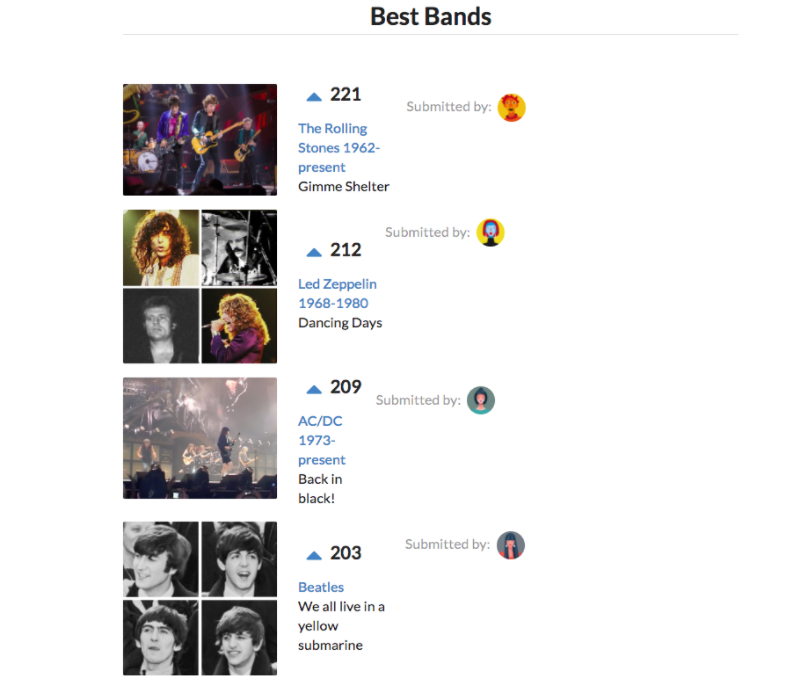 Best Bands
221
Submitted by:
The Rolling
Stones 1962-
present
Gimme Shelter
Submitted by:
212
Led Zeppelin
1968-1980
Dancing Days
209
Submitted by:
AC/DC
1973-
present
Back in
black!
Submitted by:
203
Beatles
We all live in a
yellow
submarine